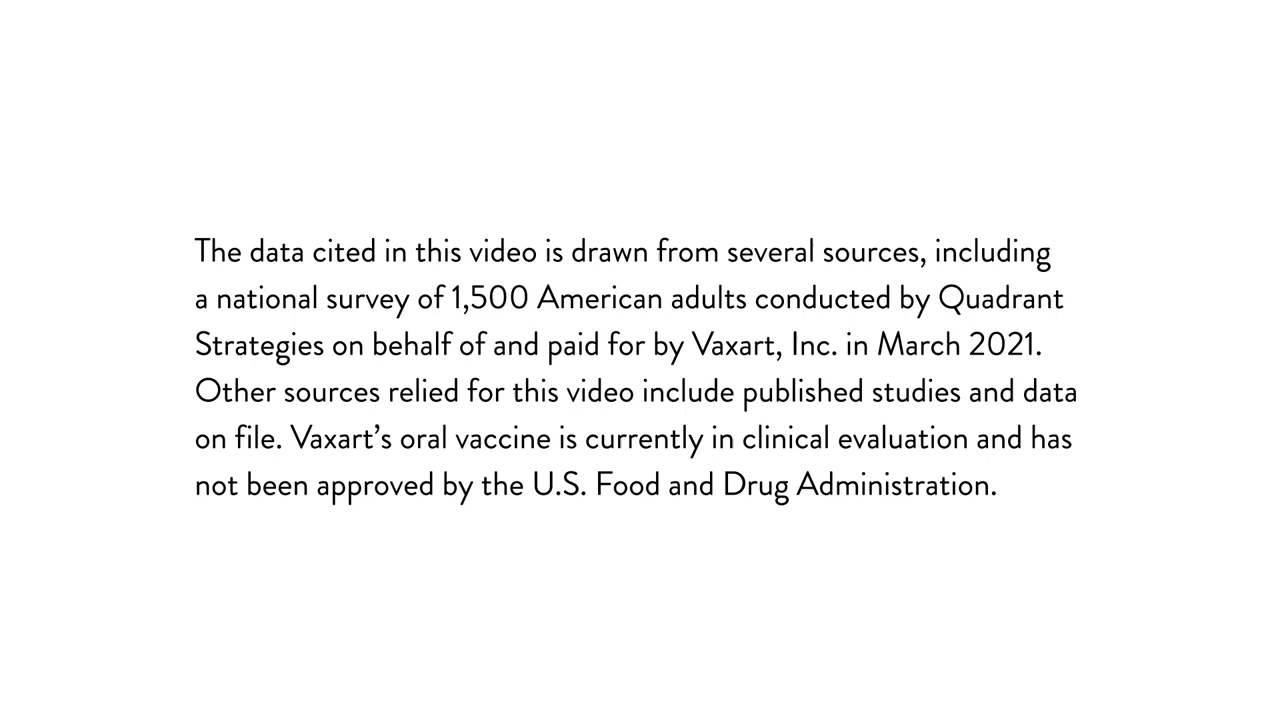 The data cited in this video is drawn from several sources, including
a national survey of 1,500 American adults conducted by Quadrant
Strategies on behalf of and paid for by Vaxart, Inc. in March 2021.
Other sources relied for this video include published studies and data
on file. Vaxart’s oral vaccine is currently in clinical evaluation and has
not been approved by the U.S. Food and Drug Administration.